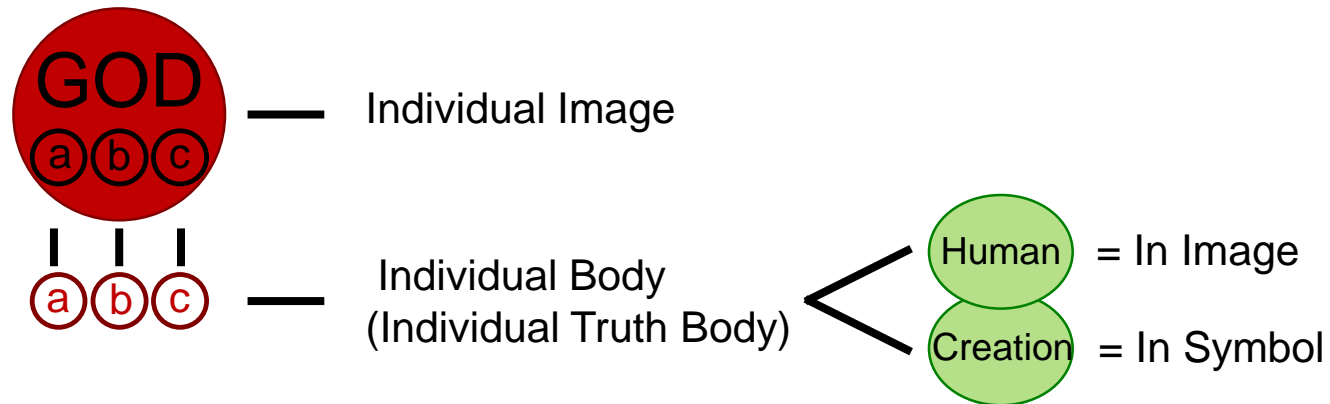 GOD
a b c
Individual Image
a b c
Individual Body
(Individual Truth Body)
Human = In Image
Creation = In Symbol